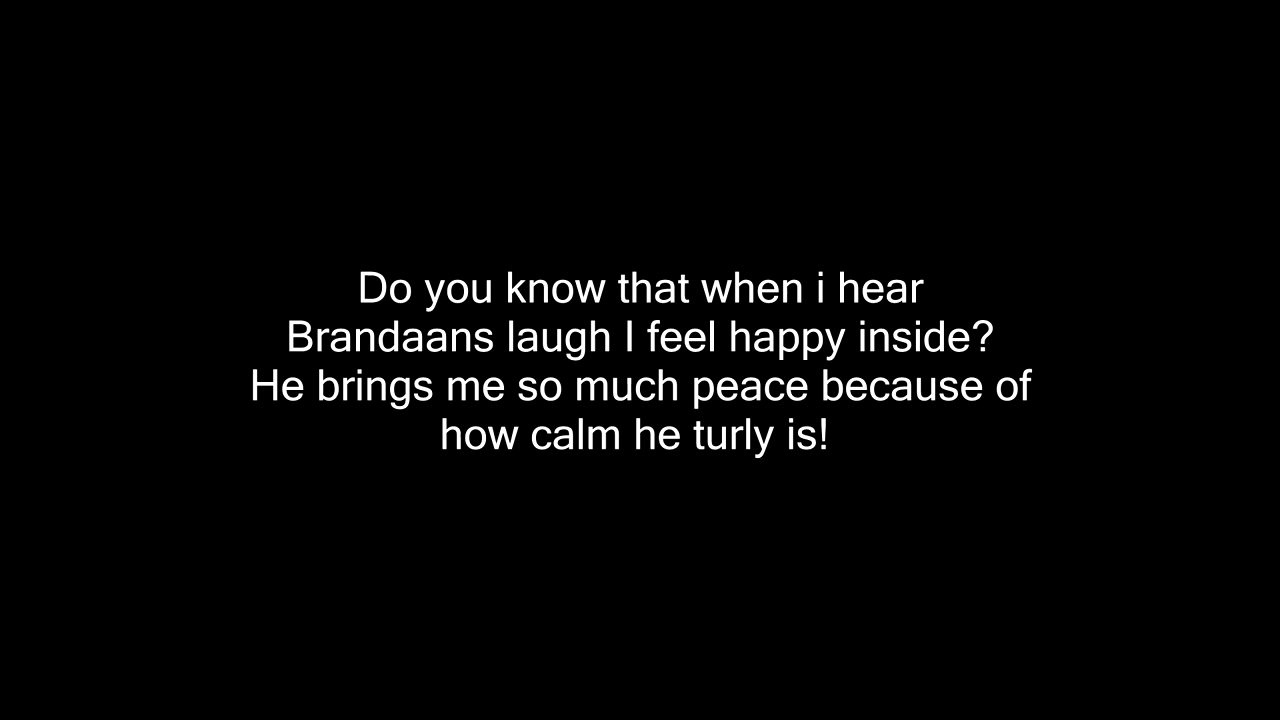 Do you know that when i hear
Brandaans laugh I feel happy inside?
He brings me so much peace because of
how calm he turly is!